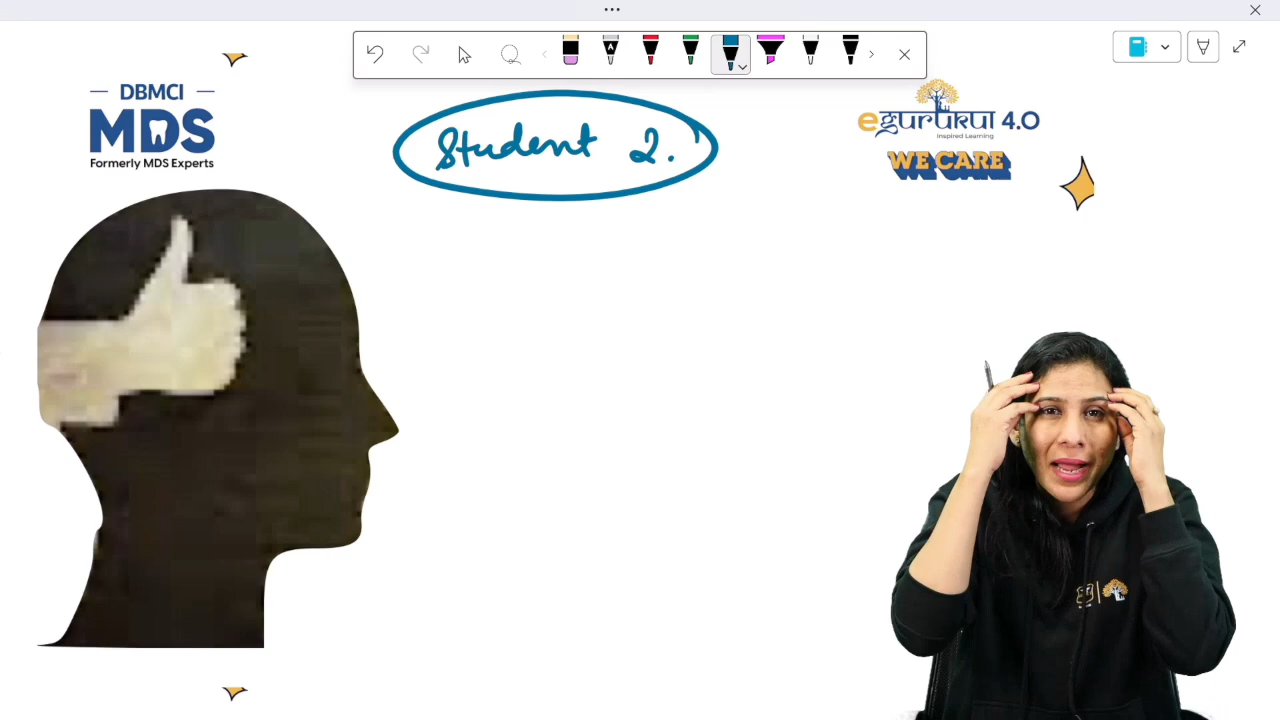 DBMCI
MDS
Formerly MDS Experts
Student 2.
egurukul 4.0
Inspired Learning
WE CARE